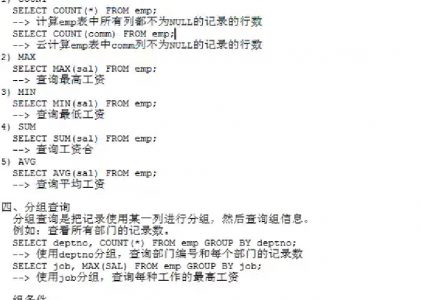 1) COUNT
SELECT COUNT(*) FROM emp;
--> 计算emp表中所有列都不为NULL的记录的行数
SELECT COUNT(comm) FROM emp;
--> 云计算emp表中comm列不为NULL的记录的行数
2) MAX
SELECT MAX(sal) FROM emp;
--> 查询最高工资
3) MIN
SELECT MIN(sal) FROM emp;
--> 查询最低工资
4) SUM
SELECT SUM(sal) FROM emp;
--> 查询工资合
5) AVG
SELECT AVG(sal) FROM emp;
--> 查询平均工资
四、分组查询
分组查询是把记录使用某一列进行分组，然后查询组信息。
例如：查看所有部门的记录数。
SELECT deptno, COUNT(*) FROM emp GROUP BY deptno;
--> 使用deptno分组，查询部门编号和每个部门的记录数
SELECT job, MAX(SAL) FROM emp GROUP BY job;
--> 使用job分组，查询每种工作的最高工资
组条件